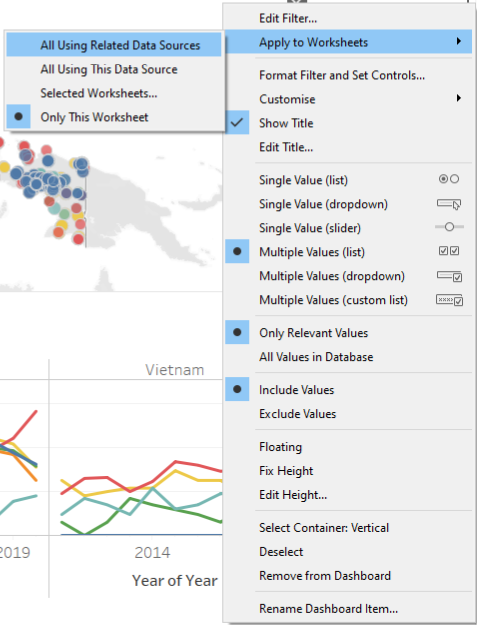 Edit Filter...
Apply to Worksheets
All Using Related Data Sources
All Using This Data Source
Selected Worksheets...
Only This Worksheet
Format Filter and Set Controls...
Customise
Show Title
Edit Title...
Single Value (list)
Single Value (dropdown)
Single Value (slider)
Multiple Values (list)
Multiple Values (dropdown)
Multiple Values (custom list)
Only Relevant Values
All Values in Database
Include Values
Exclude Values
Floating
Fix Height
Edit Height...
Select Container: Vertical
Deselect
Remove from Dashboard
Rename Dashboard Item...
Vietnam
2019
2014
Year of Year